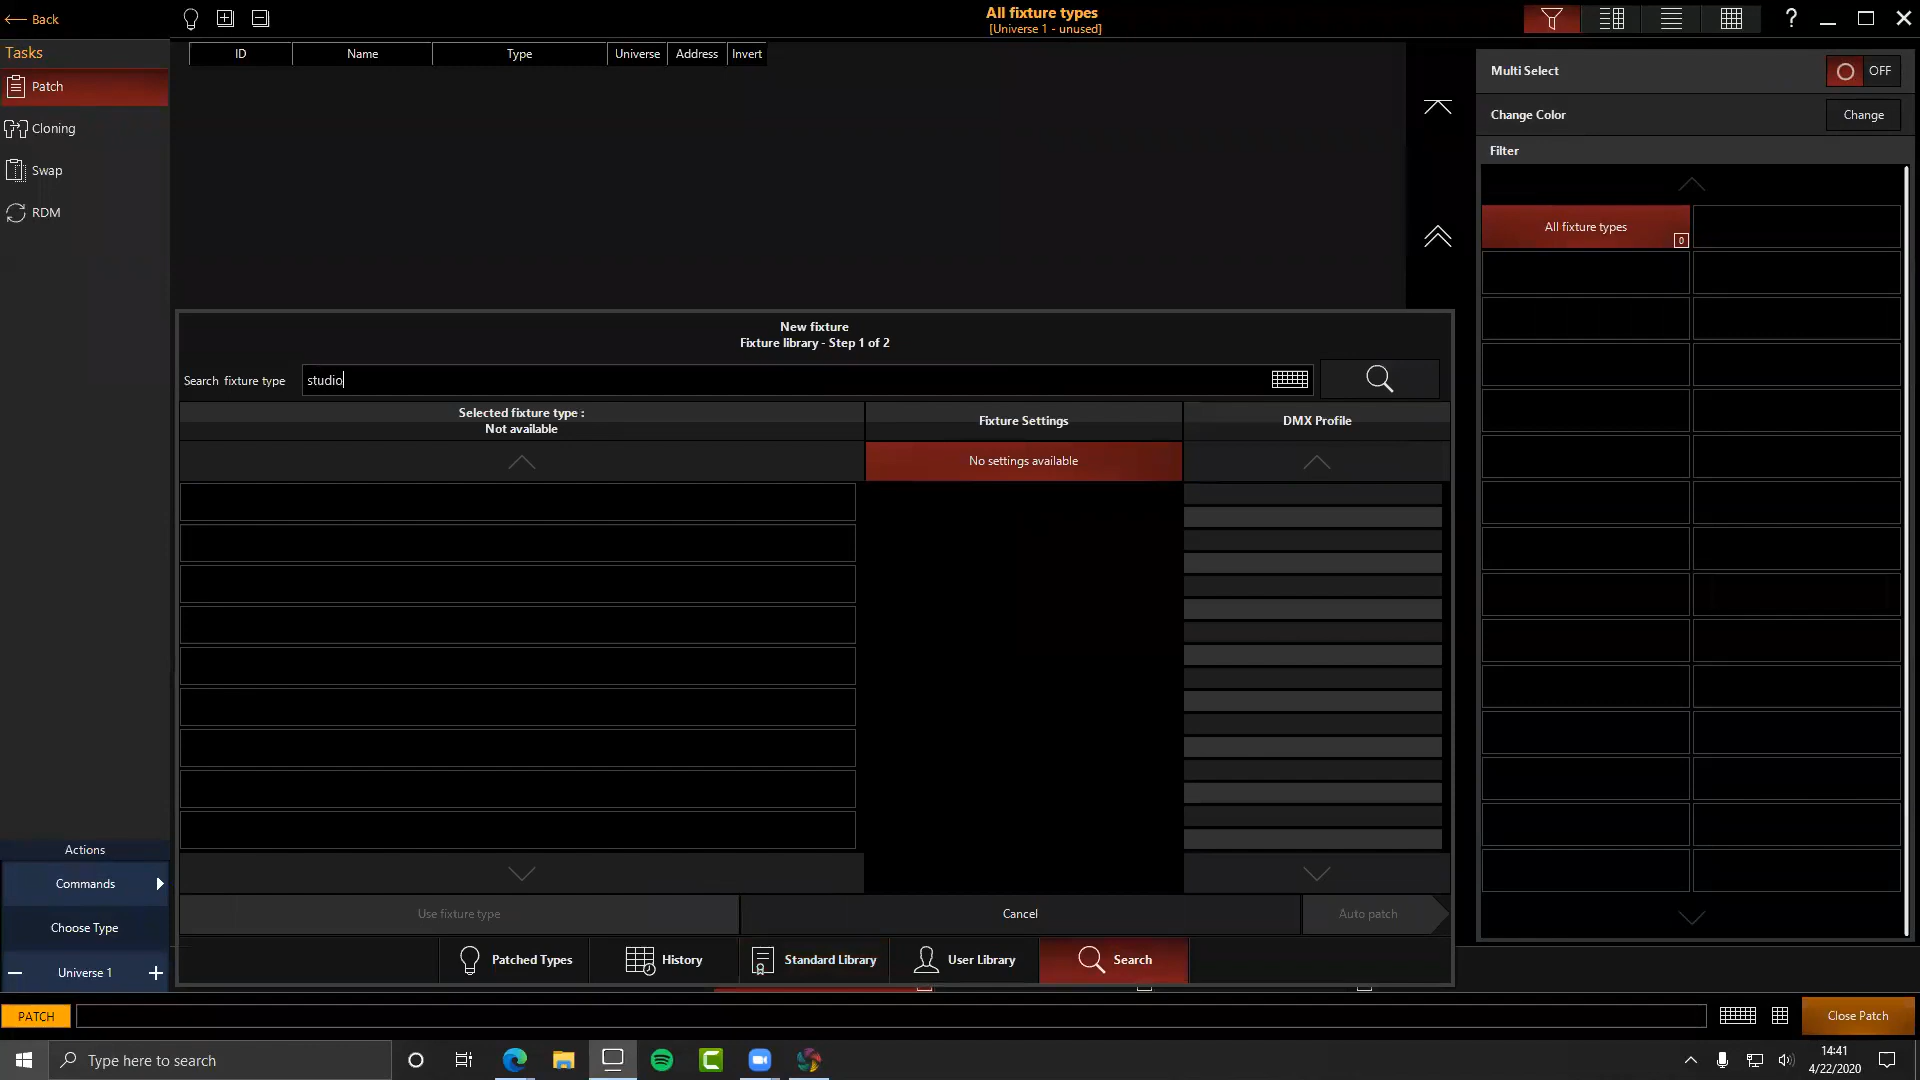 Back
All fixture types
[Universe 1 - unused]
?
Tasks
Patch
Cloning
Swap
RDM
ID Name Type Universe Address Invert
Multi Select
OFF
Change Color
Change
Filter
All fixture types
0
New fixture
Fixture library - Step 1 of 2
Search fixture type
studio
Selected fixture type :
Not available
Fixture Settings
DMX Profile
No settings available
Use fixture type
Cancel
Auto patch
Patched Types
History
Standard Library
User Library
Search
Actions
Commands
Choose Type
Universe 1
PATCH
Close Patch
Type here to search
14:41
4/22/2020